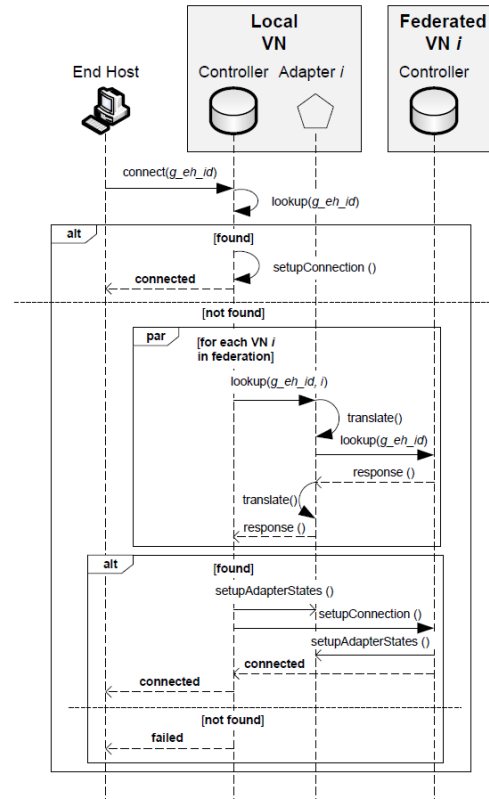 Local
VN
Federated
VN i
End Host
Controller
Adapter i
Controller
connect(g_eh_id)
lookup(g_eh_id)
alt
[found]
setupConnection ()
connected
[not found]
par
[for each VN i
in federation]
lookup(g_eh_id, i)
translate()
lookup(g_eh_id)
response ()
translate()
response ()
alt
[found]
setupAdapterStates ()
setupConnection ()
setupAdapterStates ()
connected
connected
[not found]
failed